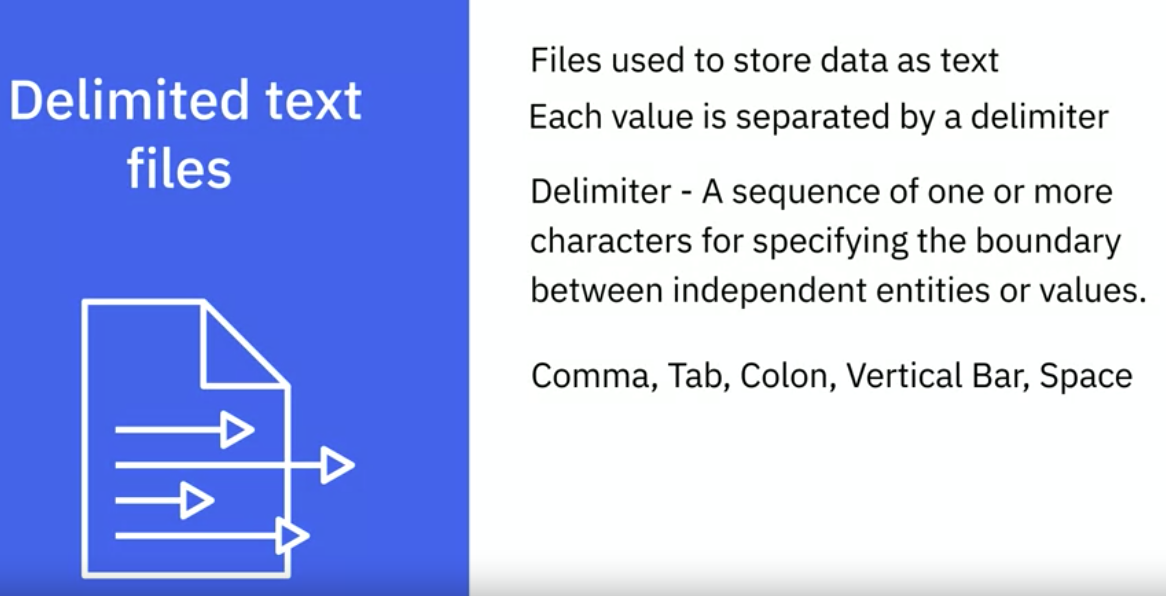 Delimited text
files
Files used to store data as text
Each value is separated by a delimiter
Delimiter - A sequence of one or more
characters for specifying the boundary
between independent entities or values.
Comma, Tab, Colon, Vertical Bar, Space